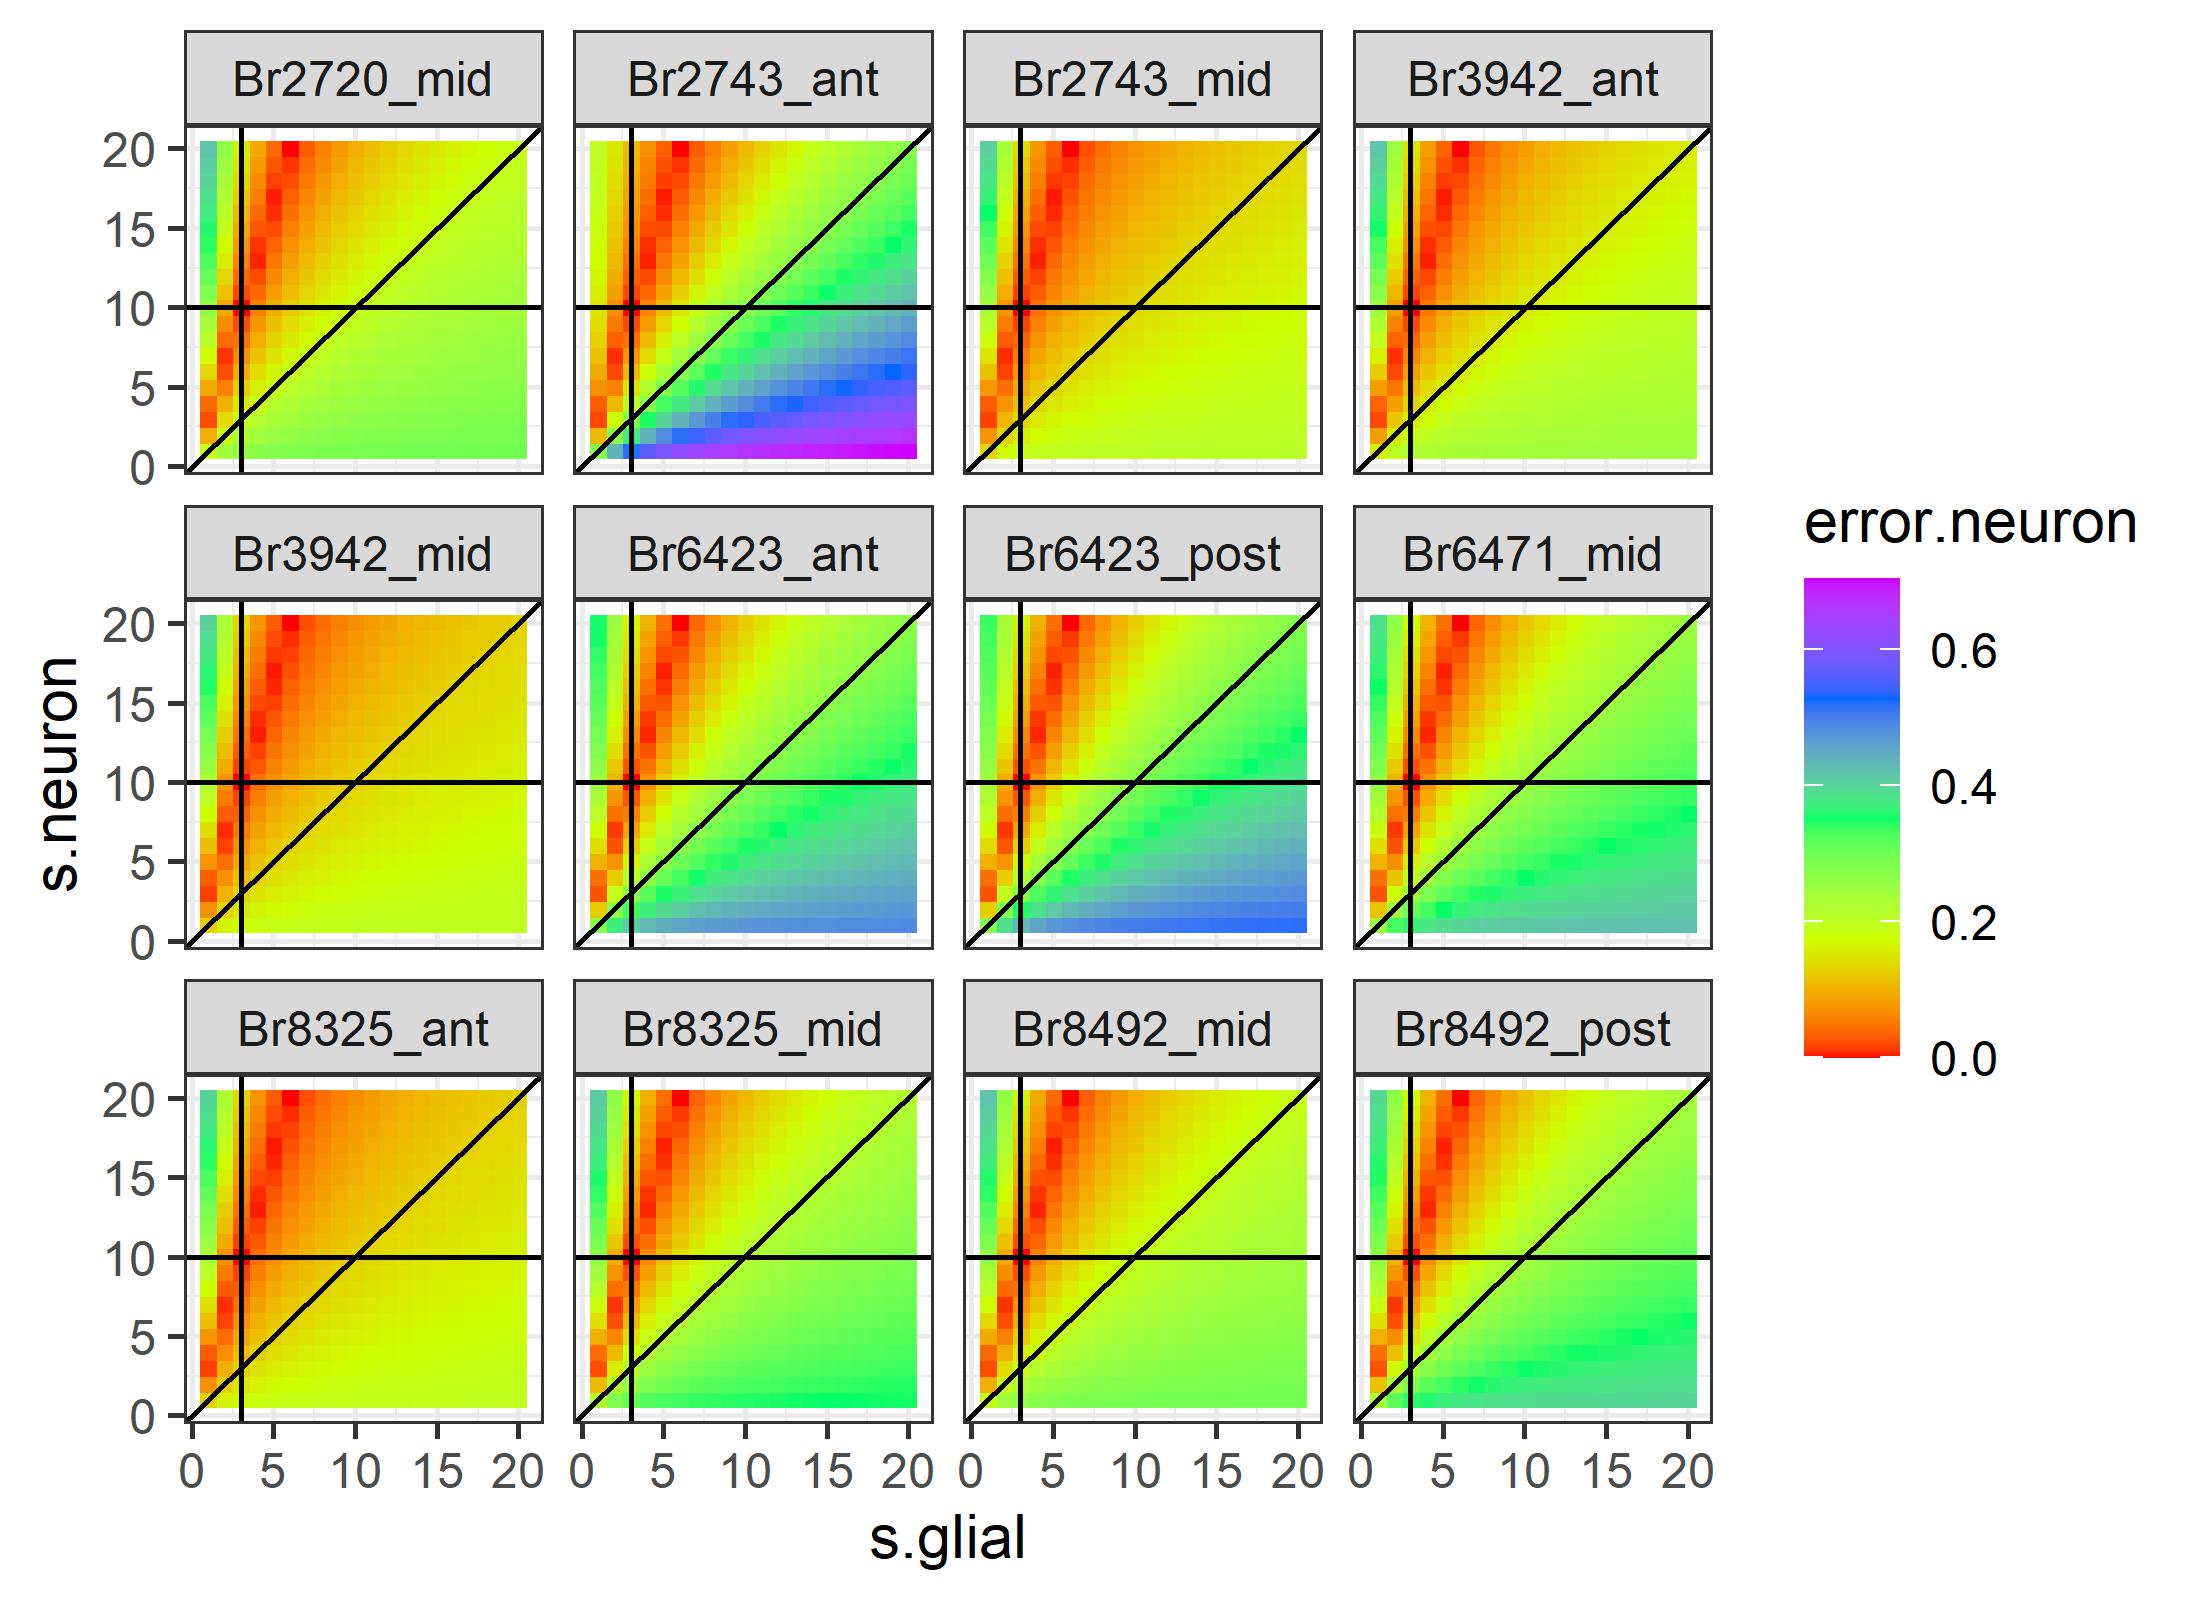 Br2720_mid Br2743_ant Br2743_mid Br3942_ant
20
15
10
5
0
Br3942_mid Br6423_ant Br6423_post Br6471_mid
20
15
10
5
0
Br8325_ant Br8325_mid Br8492_mid Br8492_post
20
15
10
5
0
0 5 10 15 20 0 5 10 15 20 0 5 10 15 20 0 5 10 15 20
s.glial
s.neuron
error.neuron
0.6
0.4
0.2
0.0